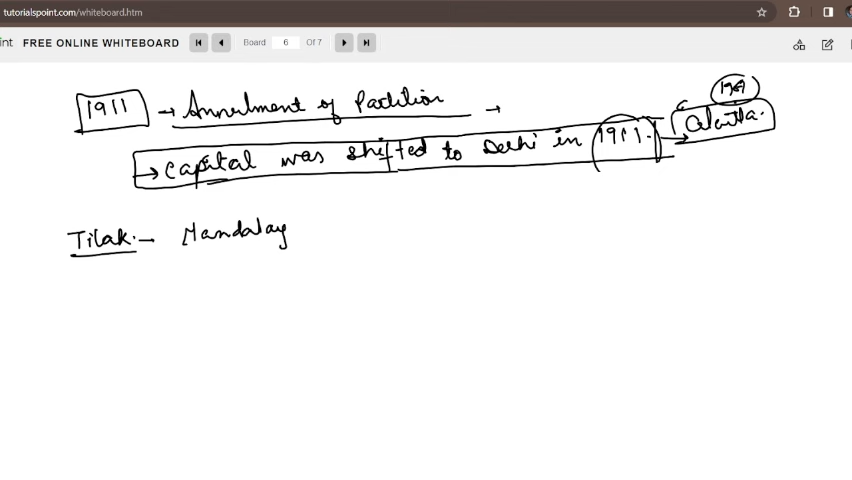 tutorialspoint.com/whiteboard.htm
int FREE ONLINE WHITEBOARD Board 6 Of 7
1911 → Annulment of Partition →
→ capital was shifted to Delhi in 1911. → Calcutta.
Tilak:- Mandalay